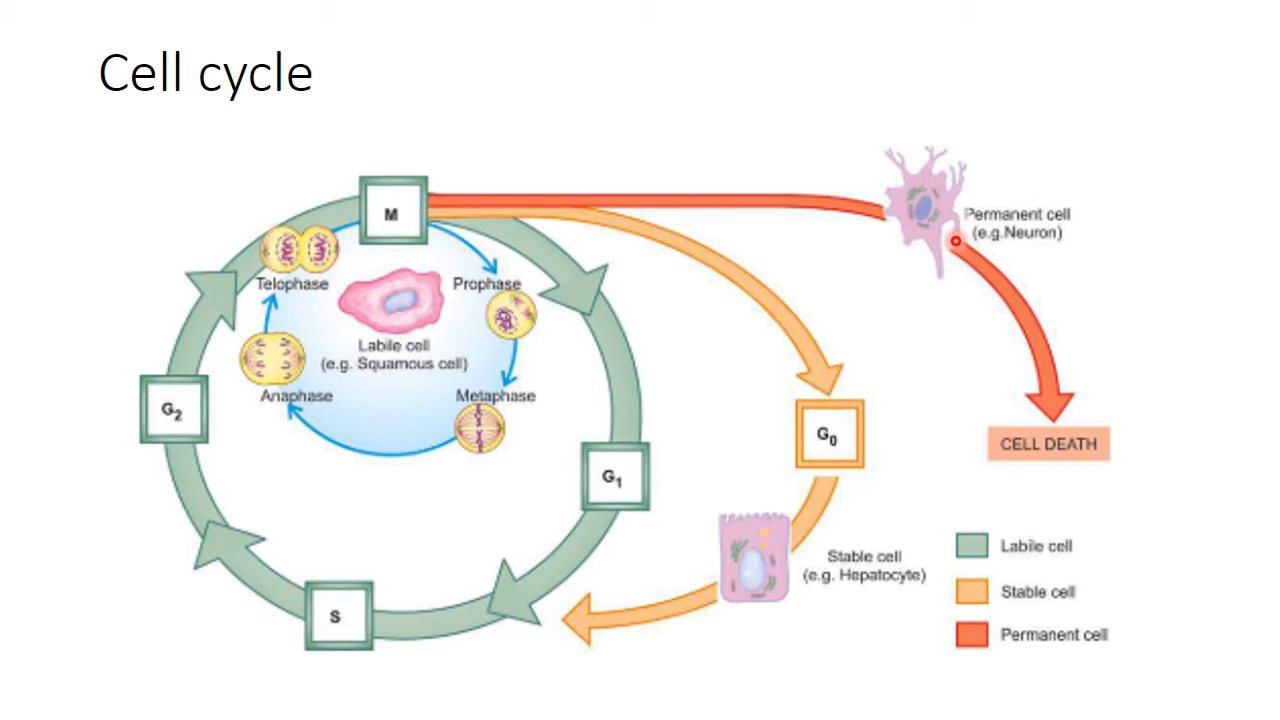 Cell cycle
M
Permanent cell
(e.g.Neuron)
Telophase
Prophase
Labile cell
(e.g. Squamous cell)
Anaphase
Metaphase
G₂
G₀
CELL DEATH
G₁
Stable cell
(e.g. Hepatocyte)
S
Labile cell
Stable cell
Permanent cell